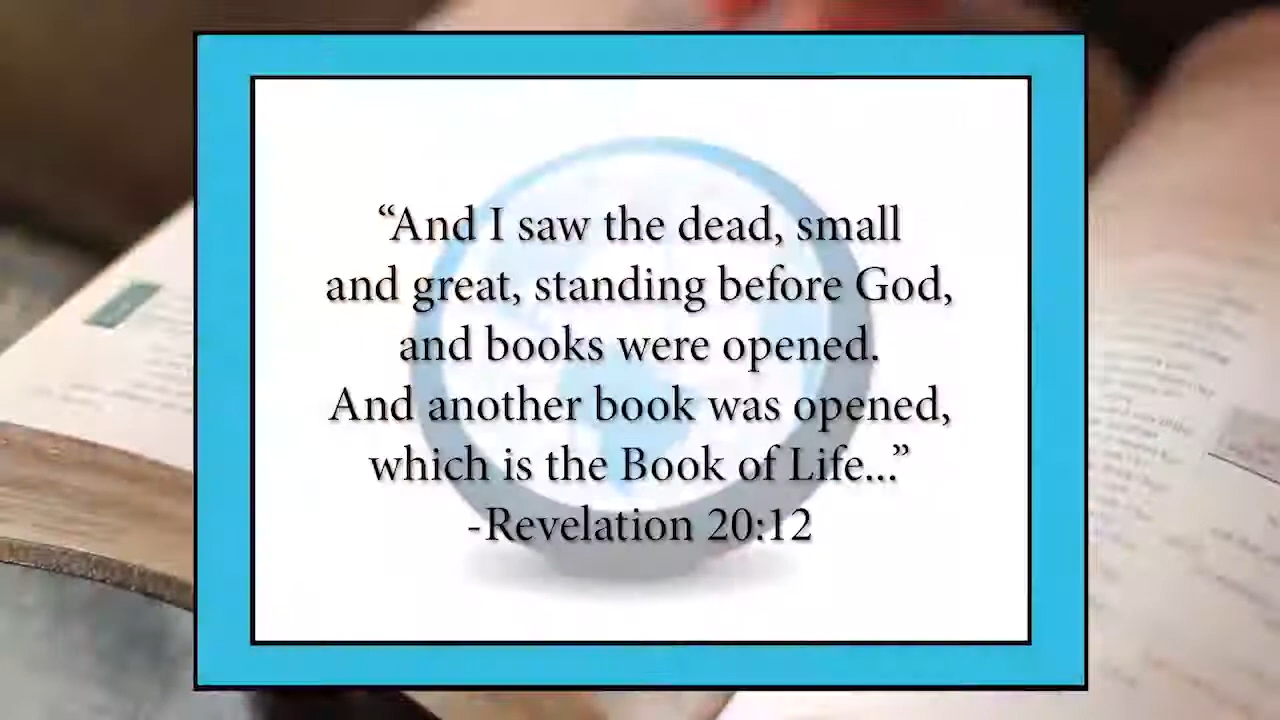 “And I saw the dead, small
and great, standing before God,
and books were opened.
And another book was opened,
which is the Book of Life...”
-Revelation 20:12